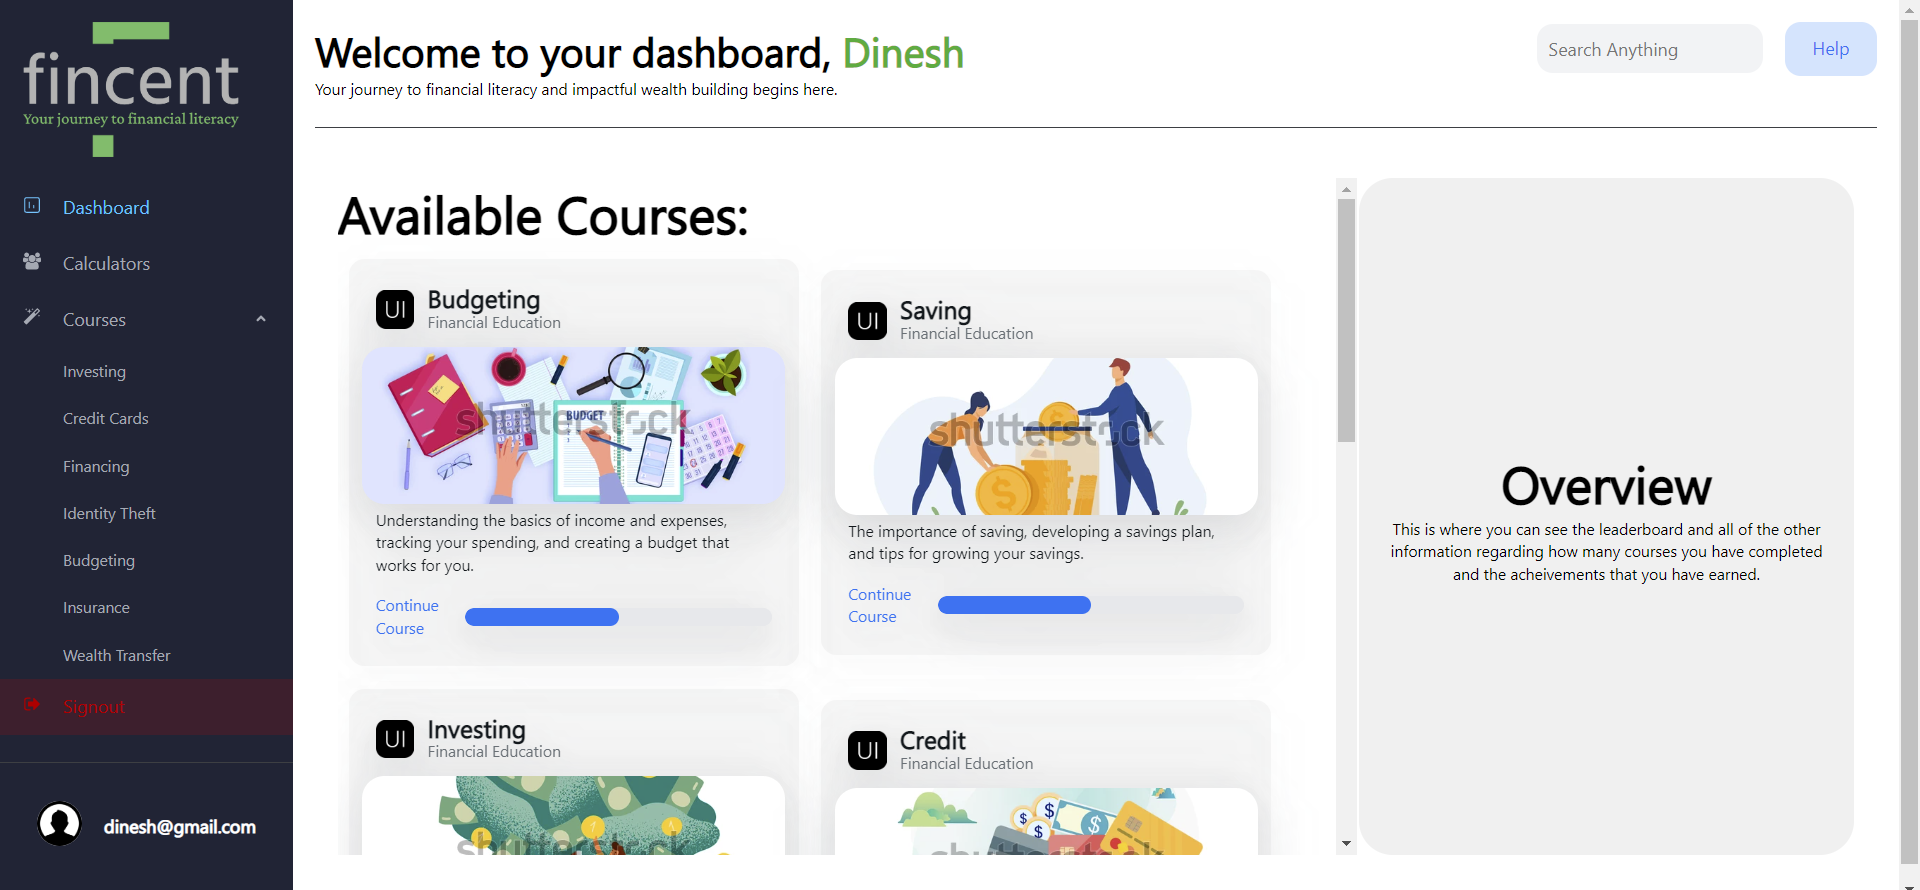 fincent
Your journey to financial literacy
Dashboard
Calculators
Courses
Investing
Credit Cards
Financing
Identity Theft
Budgeting
Insurance
Wealth Transfer
Signout
dinesh@gmail.com
Welcome to your dashboard, Dinesh
Your journey to financial literacy and impactful wealth building begins here.
Search Anything
Help
Available Courses:
UI
Budgeting
Financial Education
shutterstock
BUDGET
Understanding the basics of income and expenses,
tracking your spending, and creating a budget that
works for you.
Continue
Course
UI
Saving
Financial Education
shutterstock
The importance of saving, developing a savings plan,
and tips for growing your savings.
Continue
Course
UI
Investing
Financial Education
shutterstock
UI
Credit
Financial Education
shutterstock
Overview
This is where you can see the leaderboard and all of the other
information regarding how many courses you have completed
and the acheivements that you have earned.